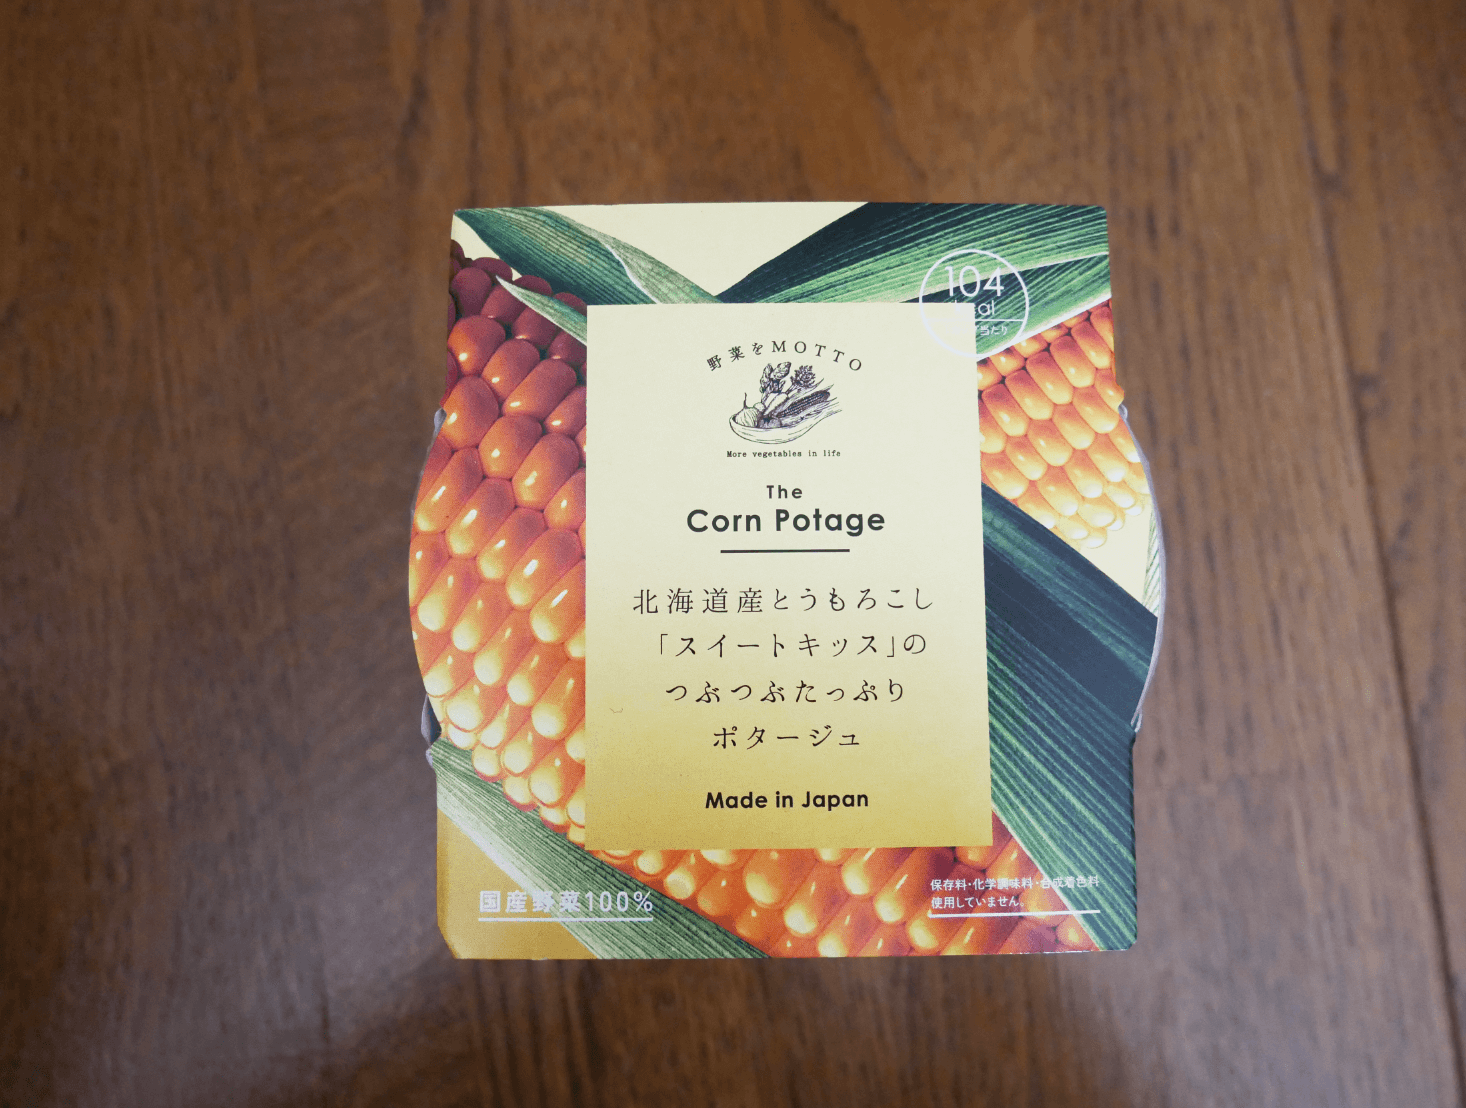 104
kcal
当たり
野菜をMOTTO
More vegetables in life
The
Corn Potage
北海道産とうもろこし
「スイートキッス」の
つぶつぶたっぷり
ポタージュ
Made in Japan
国産野菜100%
保存料・化学調味料・合成着色料
使用していません。